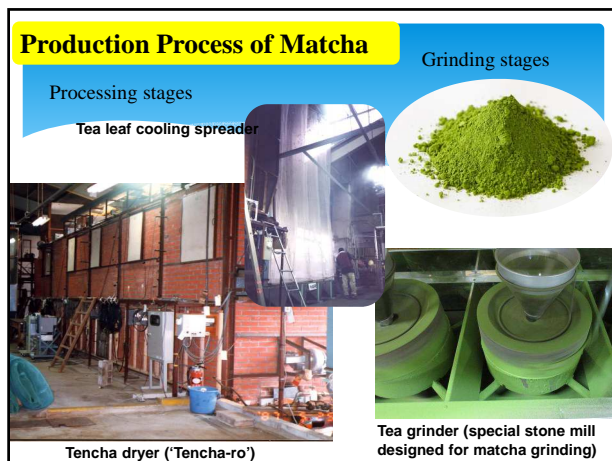 Production Process of Matcha
Grinding stages
Processing stages
Tea leaf cooling spreader
Tencha dryer (‘Tencha-ro’)
Tea grinder (special stone mill
designed for matcha grinding)